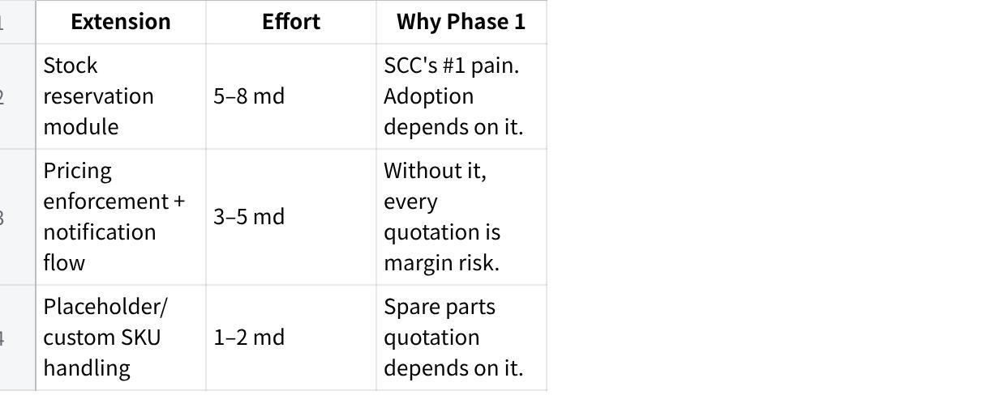 1
Extension
Effort
Why Phase 1
2
Stock
reservation
module
5–8 md
SCC's #1 pain.
Adoption
depends on it.
3
Pricing
enforcement +
notification
flow
3–5 md
Without it,
every
quotation is
margin risk.
4
Placeholder/
custom SKU
handling
1–2 md
Spare parts
quotation
depends on it.